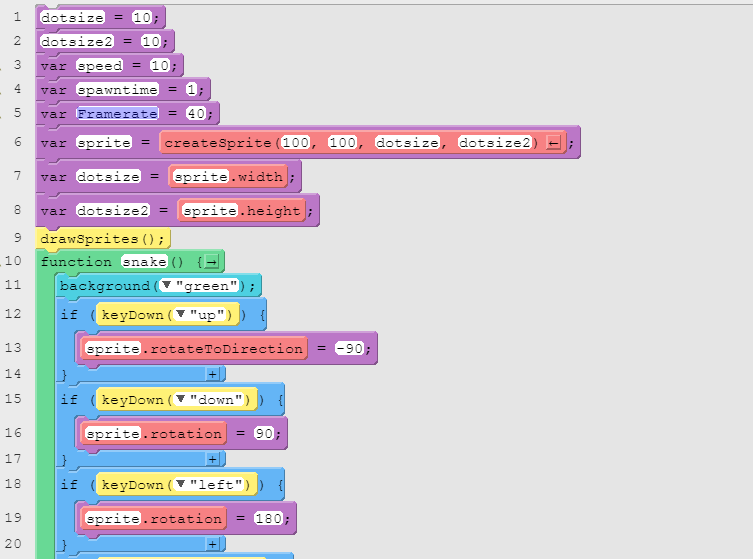 1 dotsize = 10;
2 dotsize2 = 10;
3 var speed = 10;
4 var spawntime = 1;
5 var Framerate = 40;
6 var sprite = createSprite(100, 100, dotsize, dotsize2) ← ;
7 var dotsize = sprite.width ;
8 var dotsize2 = sprite.height ;
9 drawSprites();
10 function snake() { →
11 background( ▼ "green");
12 if ( keyDown( ▼ "up") ) {
13 sprite.rotateToDirection = -90;
14 } +
15 if ( keyDown( ▼ "down") ) {
16 sprite.rotation = 90;
17 } +
18 if ( keyDown( ▼ "left") ) {
19 sprite.rotation = 180;
20 } +